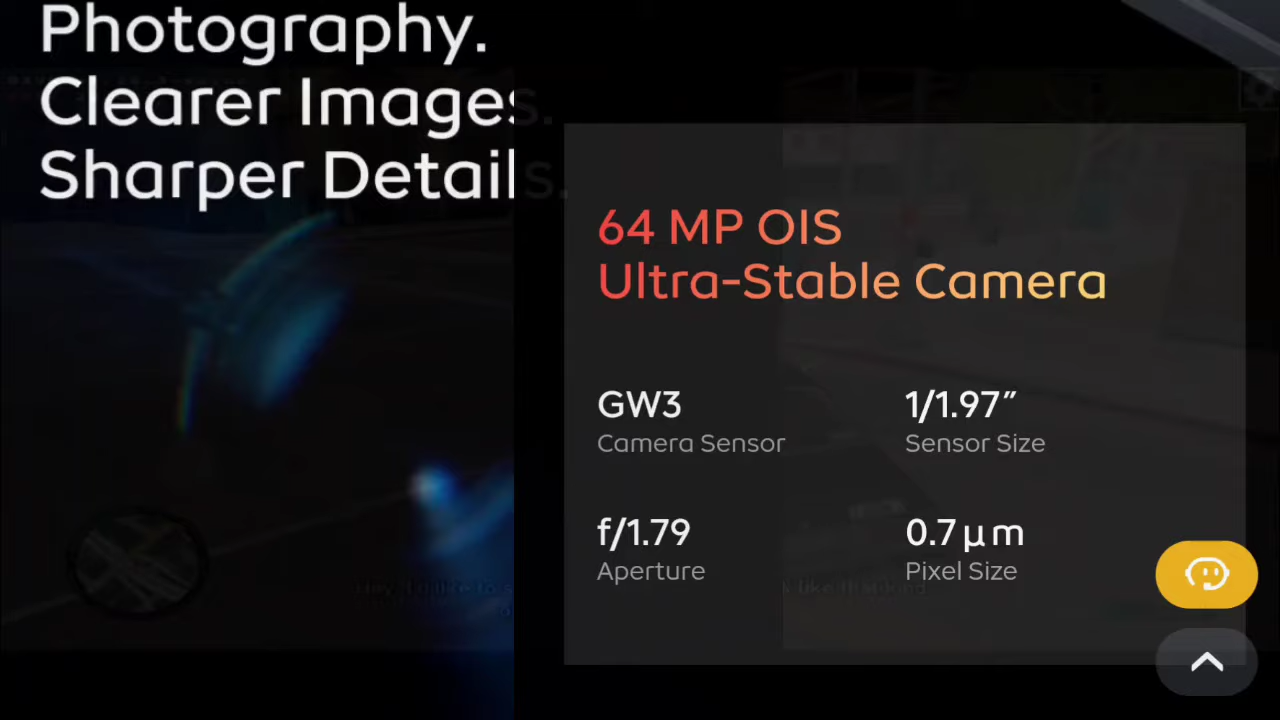 Photography.
Clearer Images.
Sharper Details.
64 MP OIS
Ultra-Stable Camera
GW3
Camera Sensor
1/1.97″
Sensor Size
f/1.79
Aperture
0.7 μm
Pixel Size